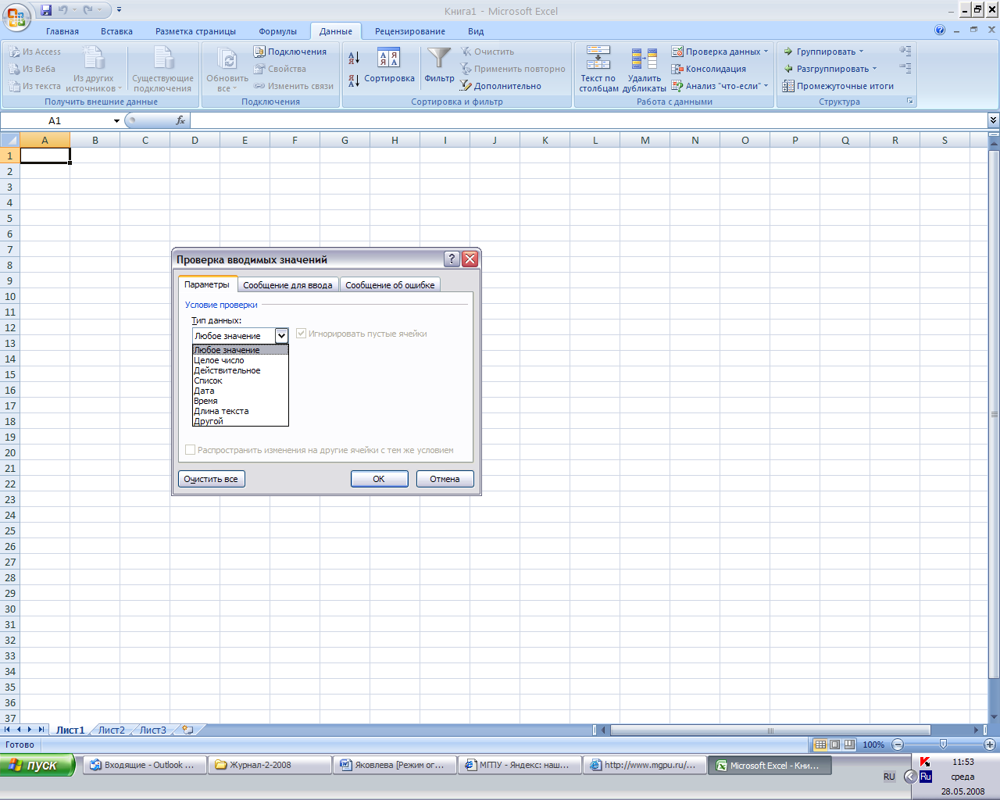 Книга1 - Microsoft Excel
Главная Вставка Разметка страницы Формулы Данные Рецензирование Вид
Из Access
Из Веба
Из текста
Из других источников
Существующие подключения
Получить внешние данные
Обновить все
Подключения
Свойства
Изменить связи
Подключения
Сортировка
Фильтр
Очистить
Применить повторно
Дополнительно
Сортировка и фильтр
Текст по столбцам
Удалить дубликаты
Проверка данных
Консолидация
Анализ "что-если"
Работа с данными
Группировать
Разгруппировать
Промежуточные итоги
Структура
A1 fx
A B C D E F G H I J K L M N O P Q R S
1
2
3
4
5
6
7
8
9
10
11
12
13
14
15
16
17
18
19
20
21
22
23
24
25
26
27
28
29
30
31
32
33
34
35
36
37
Проверка вводимых значений
Параметры Сообщение для ввода Сообщение об ошибке
Условие проверки
Тип данных:
Любое значение Игнорировать пустые ячейки
Любое значение
Целое число
Действительное
Список
Дата
Время
Длина текста
Другой
Распространить изменения на другие ячейки с тем же условием
Очистить все ОК Отмена
Лист1 Лист2 Лист3
Готово 100%
пуск Входящие - Outlook ... Журнал-2-2008 Яковлева [Режим ог... МГПУ - Яндекс: наш... http://www.mgpu.ru/... Microsoft Excel - Кни...
RU Ru
11:53
среда
28.05.2008